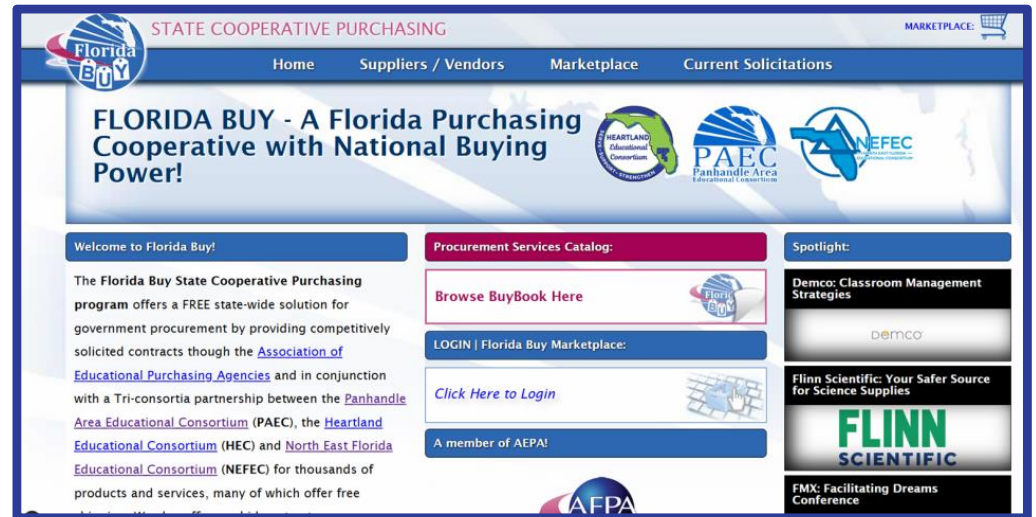 STATE COOPERATIVE PURCHASING
MARKETPLACE:
Florida
BUY
Home Suppliers / Vendors Marketplace Current Solicitations
FLORIDA BUY - A Florida Purchasing
Cooperative with National Buying
Power!
HEARTLAND
Educational
Consortium
PAEC
Panhandle Area
Educational Consortium
NEFEC
Welcome to Florida Buy!
The Florida Buy State Cooperative Purchasing
program offers a FREE state-wide solution for
government procurement by providing competitively
solicited contracts though the Association of
Educational Purchasing Agencies and in conjunction
with a Tri-consortia partnership between the Panhandle
Area Educational Consortium (PAEC), the Heartland
Educational Consortium (HEC) and North East Florida
Educational Consortium (NEFEC) for thousands of
products and services, many of which offer free
Procurement Services Catalog:
Browse BuyBook Here
LOGIN | Florida Buy Marketplace:
Click Here to Login
A member of AEPA!
AEPA
Spotlight:
Demco: Classroom Management
Strategies
Demco
Flinn Scientific: Your Safer Source
for Science Supplies
FLINN
SCIENTIFIC
FMX: Facilitating Dreams
Conference